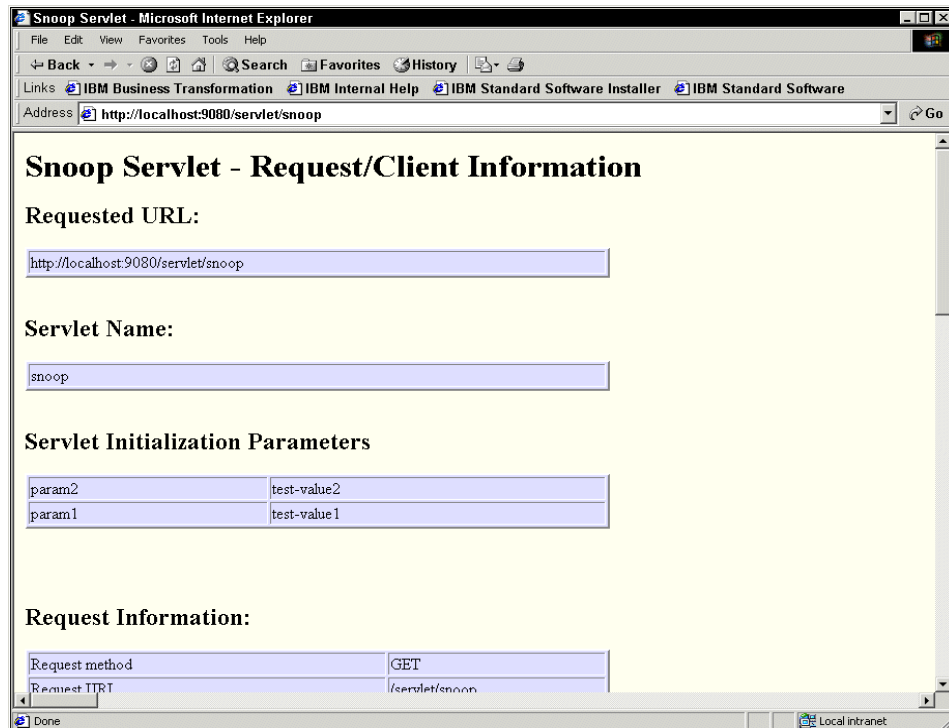 Snoop Servlet - Microsoft Internet Explorer
File Edit View Favorites Tools Help
Back Search Favorites History
Links IBM Business Transformation IBM Internal Help IBM Standard Software Installer IBM Standard Software
Address http://localhost:9080/servlet/snoop Go
Snoop Servlet - Request/Client Information
Requested URL:
http://localhost:9080/servlet/snoop
Servlet Name:
snoop
Servlet Initialization Parameters
param2 test-value2
param1 test-value1
Request Information:
Request method GET
Request URI /servlet/snoop
Done Local intranet